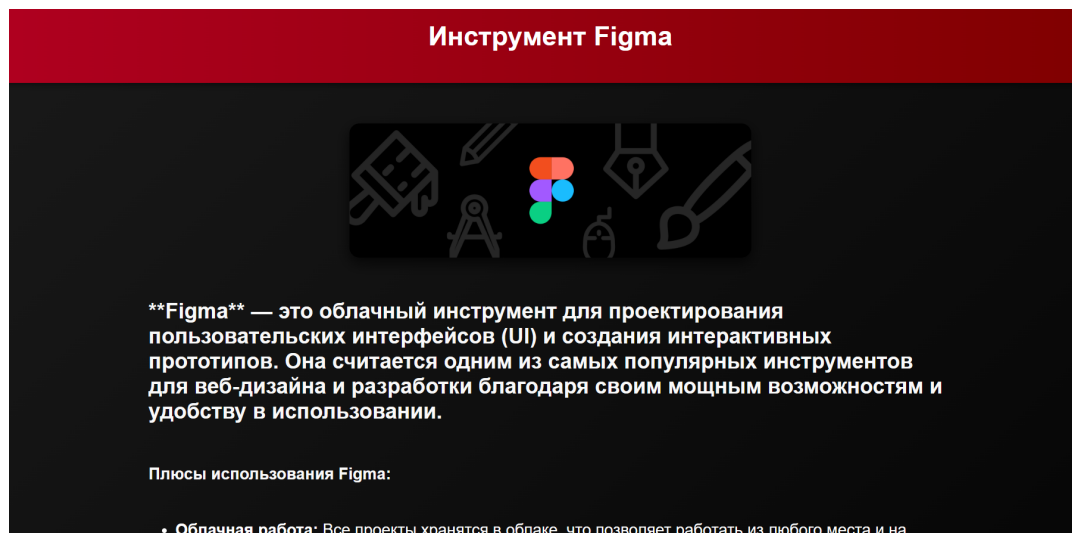 Инструмент Figma
**Figma** — это облачный инструмент для проектирования
пользовательских интерфейсов (UI) и создания интерактивных
прототипов. Она считается одним из самых популярных инструментов
для веб-дизайна и разработки благодаря своим мощным возможностям и
удобству в использовании.
Плюсы использования Figma:
• Облачная работа: Все проекты хранятся в облаке, что позволяет работать из любого места и на